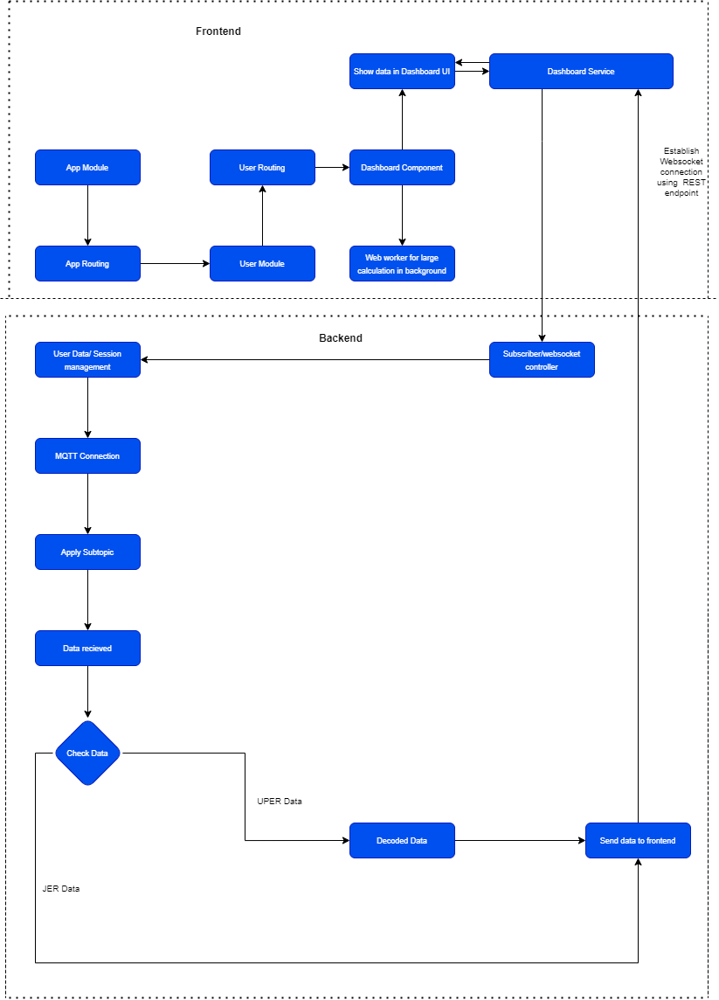 Frontend
Show data in Dashboard UI
Dashboard Service
Establish
Websocket
connection
using  REST
endpoint
App Module
User Routing
Dashboard Component
App Routing
User Module
Web worker for large
calculation in background
Backend
User Data/ Session
management
Subscriber/websocket
controller
MQTT Connection
Apply Subtopic
Data recieved
Check Data
UPER Data
Decoded Data
Send data to frontend
JER Data